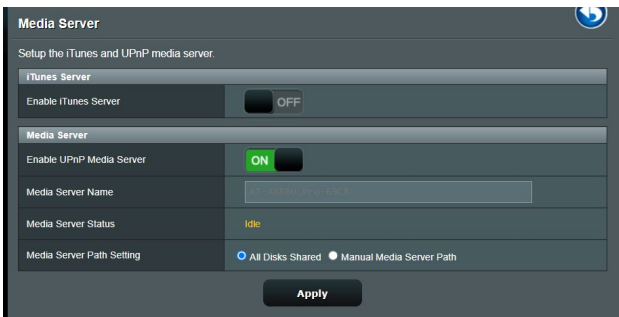 Media Server
Setup the iTunes and UPnP media server.
iTunes Server
Enable iTunes Server OFF
Media Server
Enable UPnP Media Server ON
Media Server Name
Media Server Status Idle
Media Server Path Setting All Disks Shared Manual Media Server Path
Apply